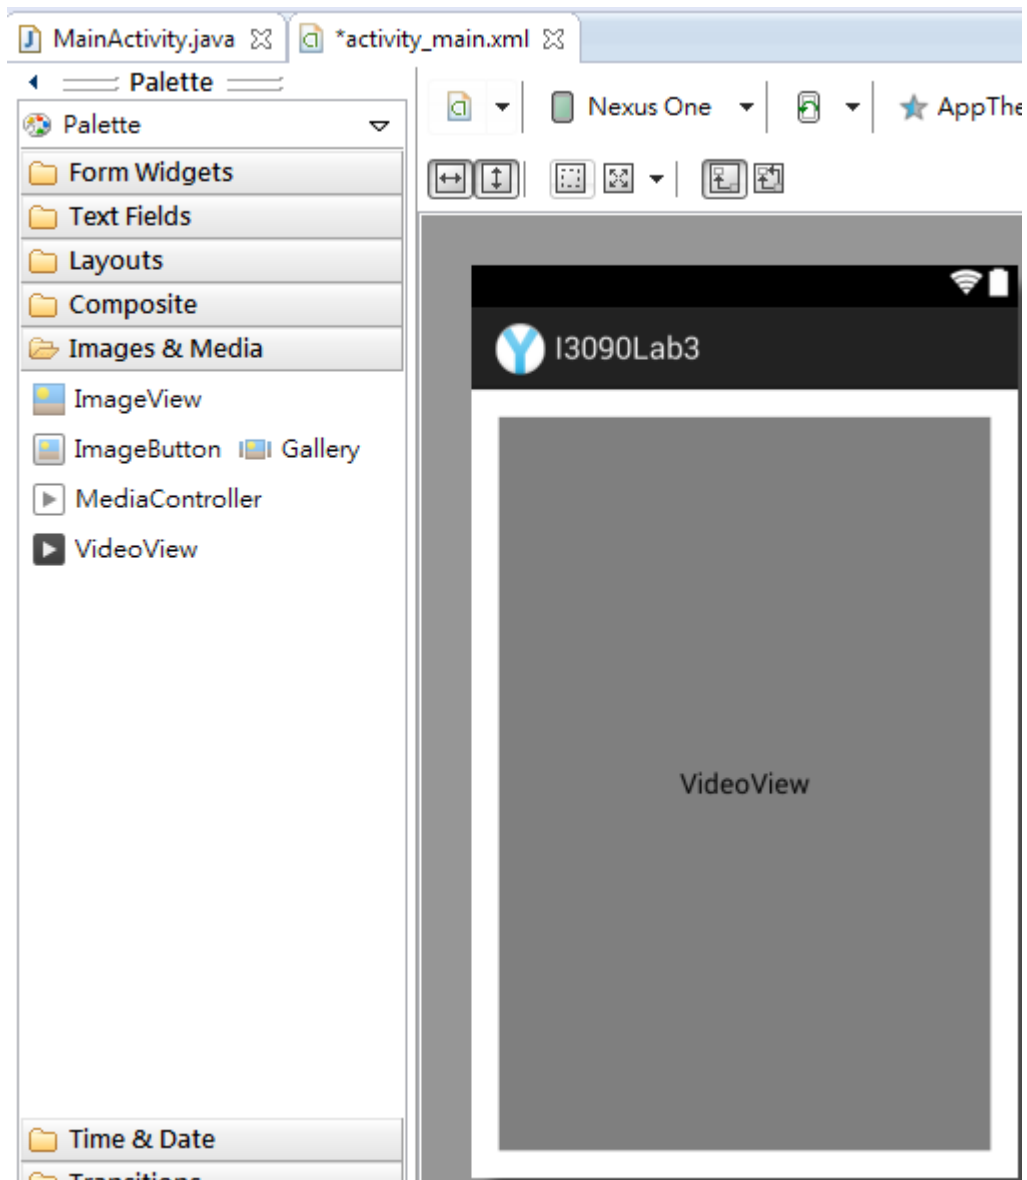 MainActivity.java
*activity_main.xml
Palette
Palette
Form Widgets
Text Fields
Layouts
Composite
Images & Media
ImageView
ImageButton Gallery
MediaController
VideoView
Time & Date
Transitions
Nexus One
AppThe
I3090Lab3
VideoView